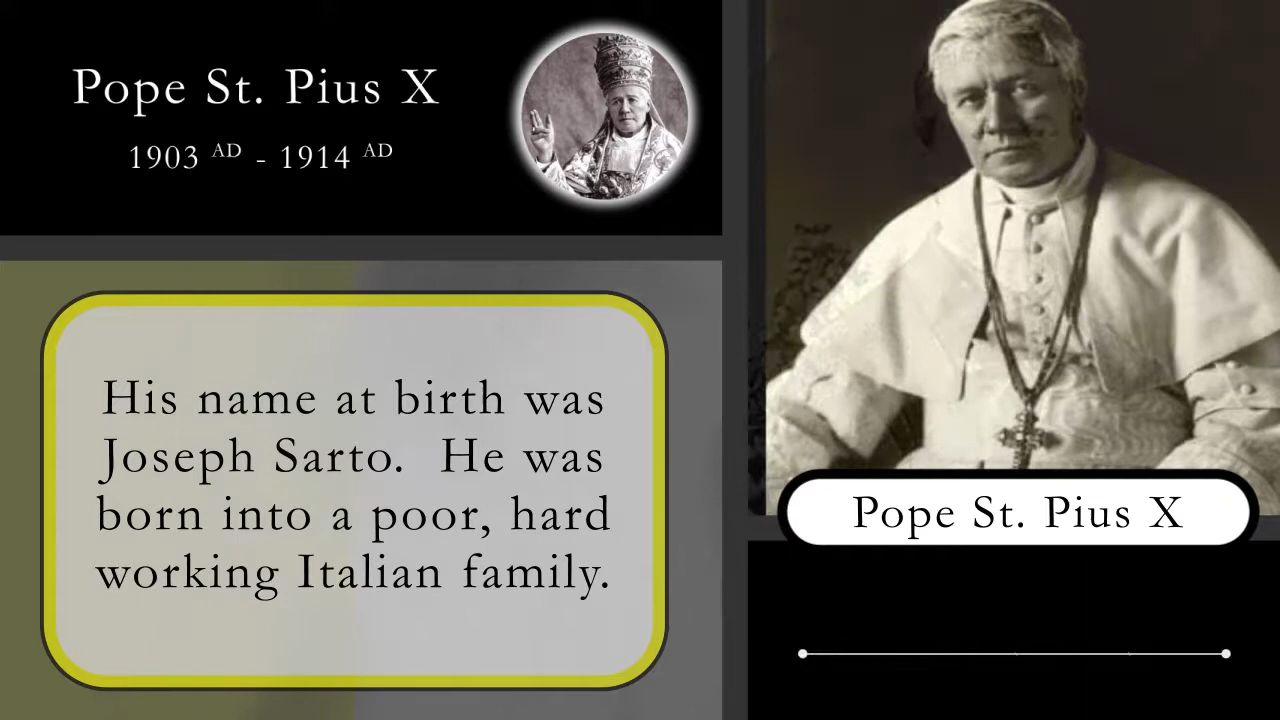 Pope St. Pius X
1903 AD - 1914 AD
His name at birth was
Joseph Sarto. He was
born into a poor, hard
working Italian family.
Pope St. Pius X